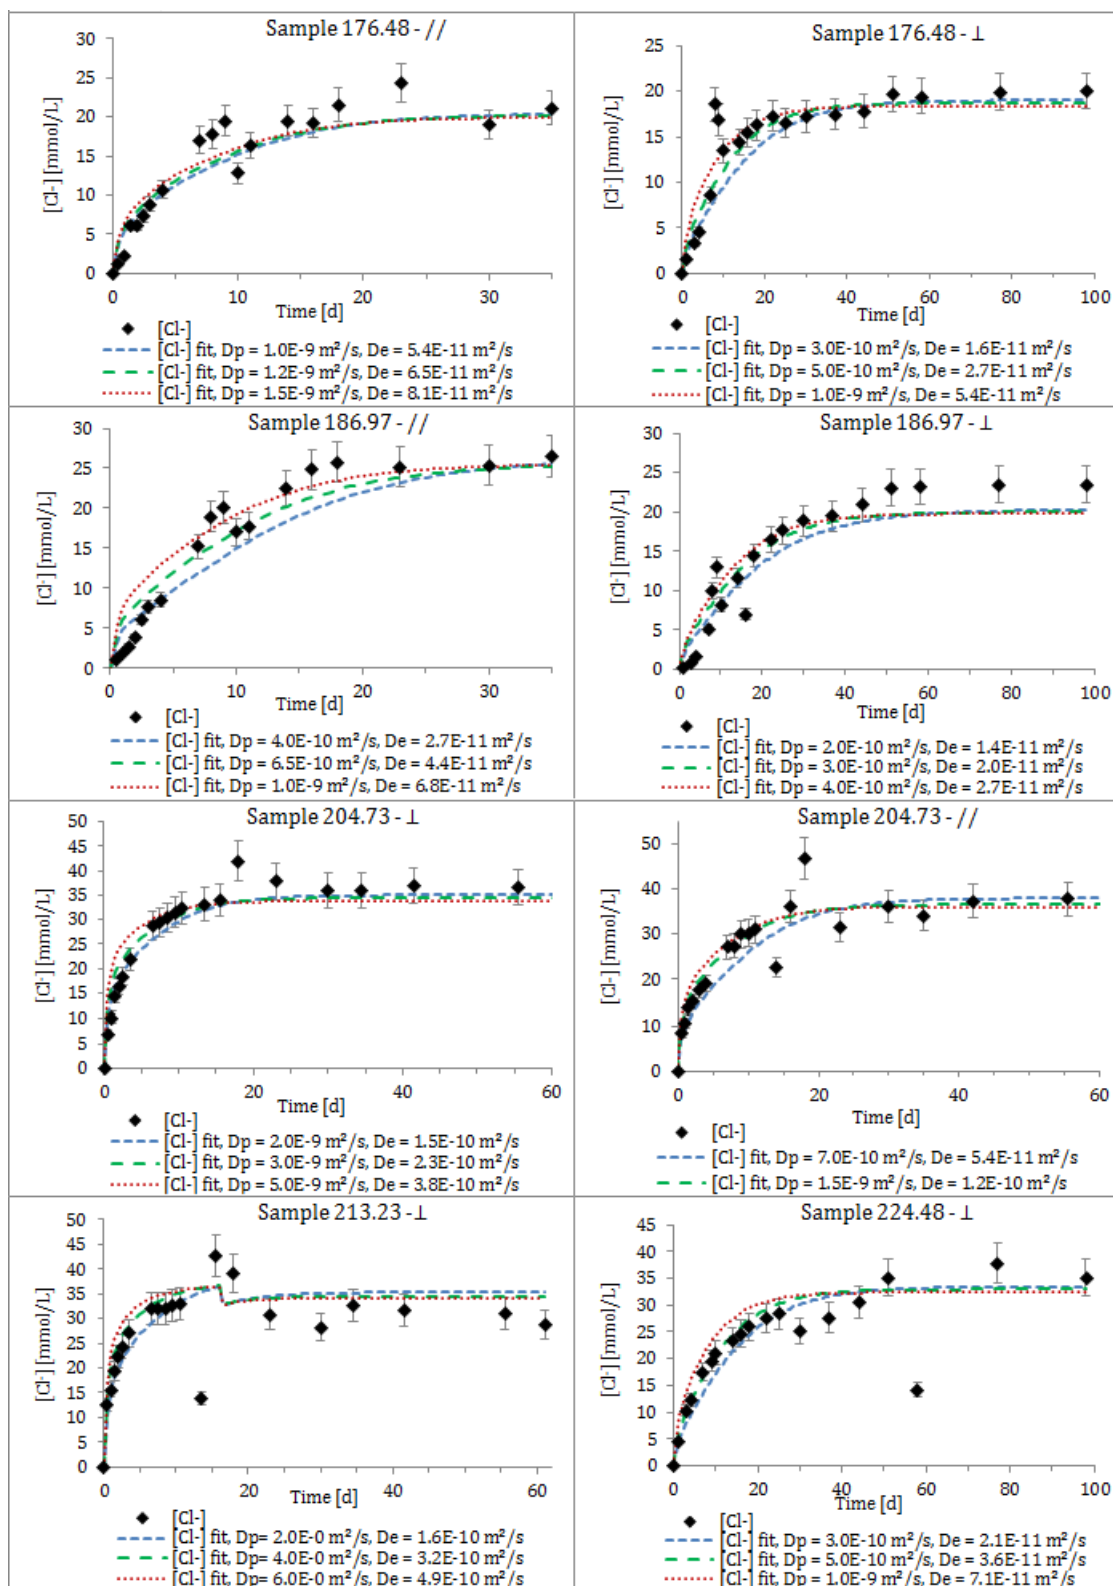 Sample 176.48 - //
[Cl-] [mmol/L]
30
25
20
15
10
5
0
0 10 20 30
Time [d]
[Cl-]
[Cl-] fit, Dp = 1.0E-9 m²/s, De = 5.4E-11 m²/s
[Cl-] fit, Dp = 1.2E-9 m²/s, De = 6.5E-11 m²/s
[Cl-] fit, Dp = 1.5E-9 m²/s, De = 8.1E-11 m²/s
Sample 176.48 - ⊥
[Cl-] [mmol/L]
25
20
15
10
5
0
0 20 40 60 80 100
Time [d]
[Cl-]
[Cl-] fit, Dp = 3.0E-10 m²/s, De = 1.6E-11 m²/s
[Cl-] fit, Dp = 5.0E-10 m²/s, De = 2.7E-11 m²/s
[Cl-] fit, Dp = 1.0E-9 m²/s, De = 5.4E-11 m²/s
Sample 186.97 - //
[Cl-] [mmol/L]
30
25
20
15
10
5
0
0 10 20 30
Time [d]
[Cl-]
[Cl-] fit, Dp = 4.0E-10 m²/s, De = 2.7E-11 m²/s
[Cl-] fit, Dp = 6.5E-10 m²/s, De = 4.4E-11 m²/s
[Cl-] fit, Dp = 1.0E-9 m²/s, De = 6.8E-11 m²/s
Sample 186.97 - ⊥
[Cl-] [mmol/L]
30
25
20
15
10
5
0
0 20 40 60 80 100
Time [d]
[Cl-]
[Cl-] fit, Dp = 2.0E-10 m²/s, De = 1.4E-11 m²/s
[Cl-] fit, Dp = 3.0E-10 m²/s, De = 2.0E-11 m²/s
[Cl-] fit, Dp = 4.0E-10 m²/s, De = 2.7E-11 m²/s
Sample 204.73 - ⊥
[Cl-] [mmol/L]
50
45
40
35
30
25
20
15
10
5
0
0 20 40 60
Time [d]
[Cl-]
[Cl-] fit, Dp = 2.0E-9 m²/s, De = 1.5E-10 m²/s
[Cl-] fit, Dp = 3.0E-9 m²/s, De = 2.3E-10 m²/s
[Cl-] fit, Dp = 5.0E-9 m²/s, De = 3.8E-10 m²/s
Sample 204.73 - //
[Cl-] [mmol/L]
50
40
30
20
10
0
0 20 40 60
Time [d]
[Cl-]
[Cl-] fit, Dp = 7.0E-10 m²/s, De = 5.4E-11 m²/s
[Cl-] fit, Dp = 1.5E-9 m²/s, De = 1.2E-10 m²/s
Sample 213.23 -⊥
[Cl-] [mmol/L]
50
45
40
35
30
25
20
15
10
5
0
0 20 40 60
Time [d]
[Cl-]
[Cl-] fit, Dp= 2.0E-0 m²/s, De = 1.6E-10 m²/s
[Cl-] fit, Dp = 4.0E-0 m²/s, De = 3.2E-10 m²/s
[Cl-] fit, Dp = 6.0E-0 m²/s, De = 4.9E-10 m²/s
Sample 224.48 -⊥
[Cl-] [mmol/L]
45
40
35
30
25
20
15
10
5
0
0 20 40 60 80 100
Time [d]
[Cl-]
[Cl-] fit, Dp = 3.0E-10 m²/s, De = 2.1E-11 m²/s
[Cl-] fit, Dp = 5.0E-10 m²/s, De = 3.6E-11 m²/s
[Cl-] fit, Dp = 1.0E-9 m²/s, De = 7.1E-11 m²/s